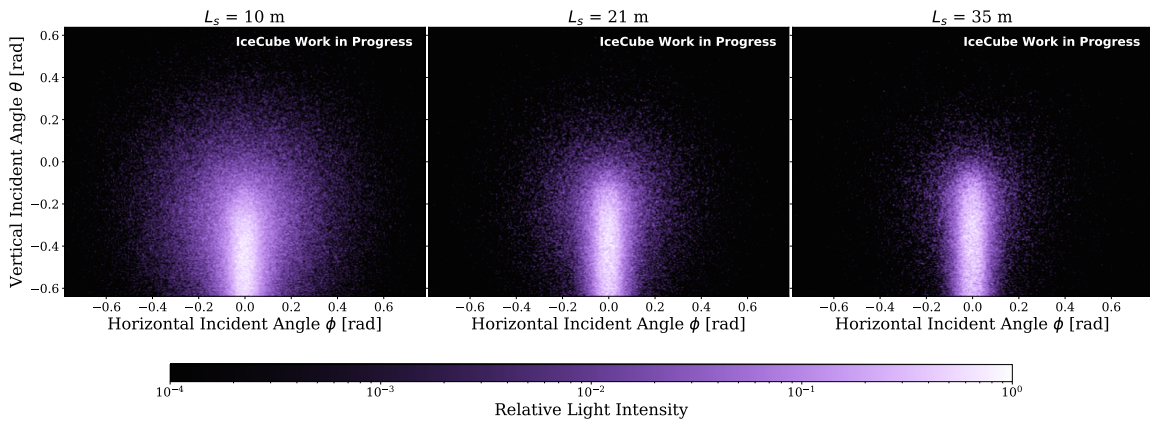 Lₛ = 10 m
Lₛ = 21 m
Lₛ = 35 m
IceCube Work in Progress
IceCube Work in Progress
IceCube Work in Progress
Vertical Incident Angle θ [rad]
0.6
0.4
0.2
0.0
−0.2
−0.4
−0.6
−0.6 −0.4 −0.2 0.0 0.2 0.4 0.6
−0.6 −0.4 −0.2 0.0 0.2 0.4 0.6
−0.6 −0.4 −0.2 0.0 0.2 0.4 0.6
Horizontal Incident Angle ϕ [rad]
Horizontal Incident Angle ϕ [rad]
Horizontal Incident Angle ϕ [rad]
10⁻⁴ 10⁻³ 10⁻² 10⁻¹ 10⁰
Relative Light Intensity